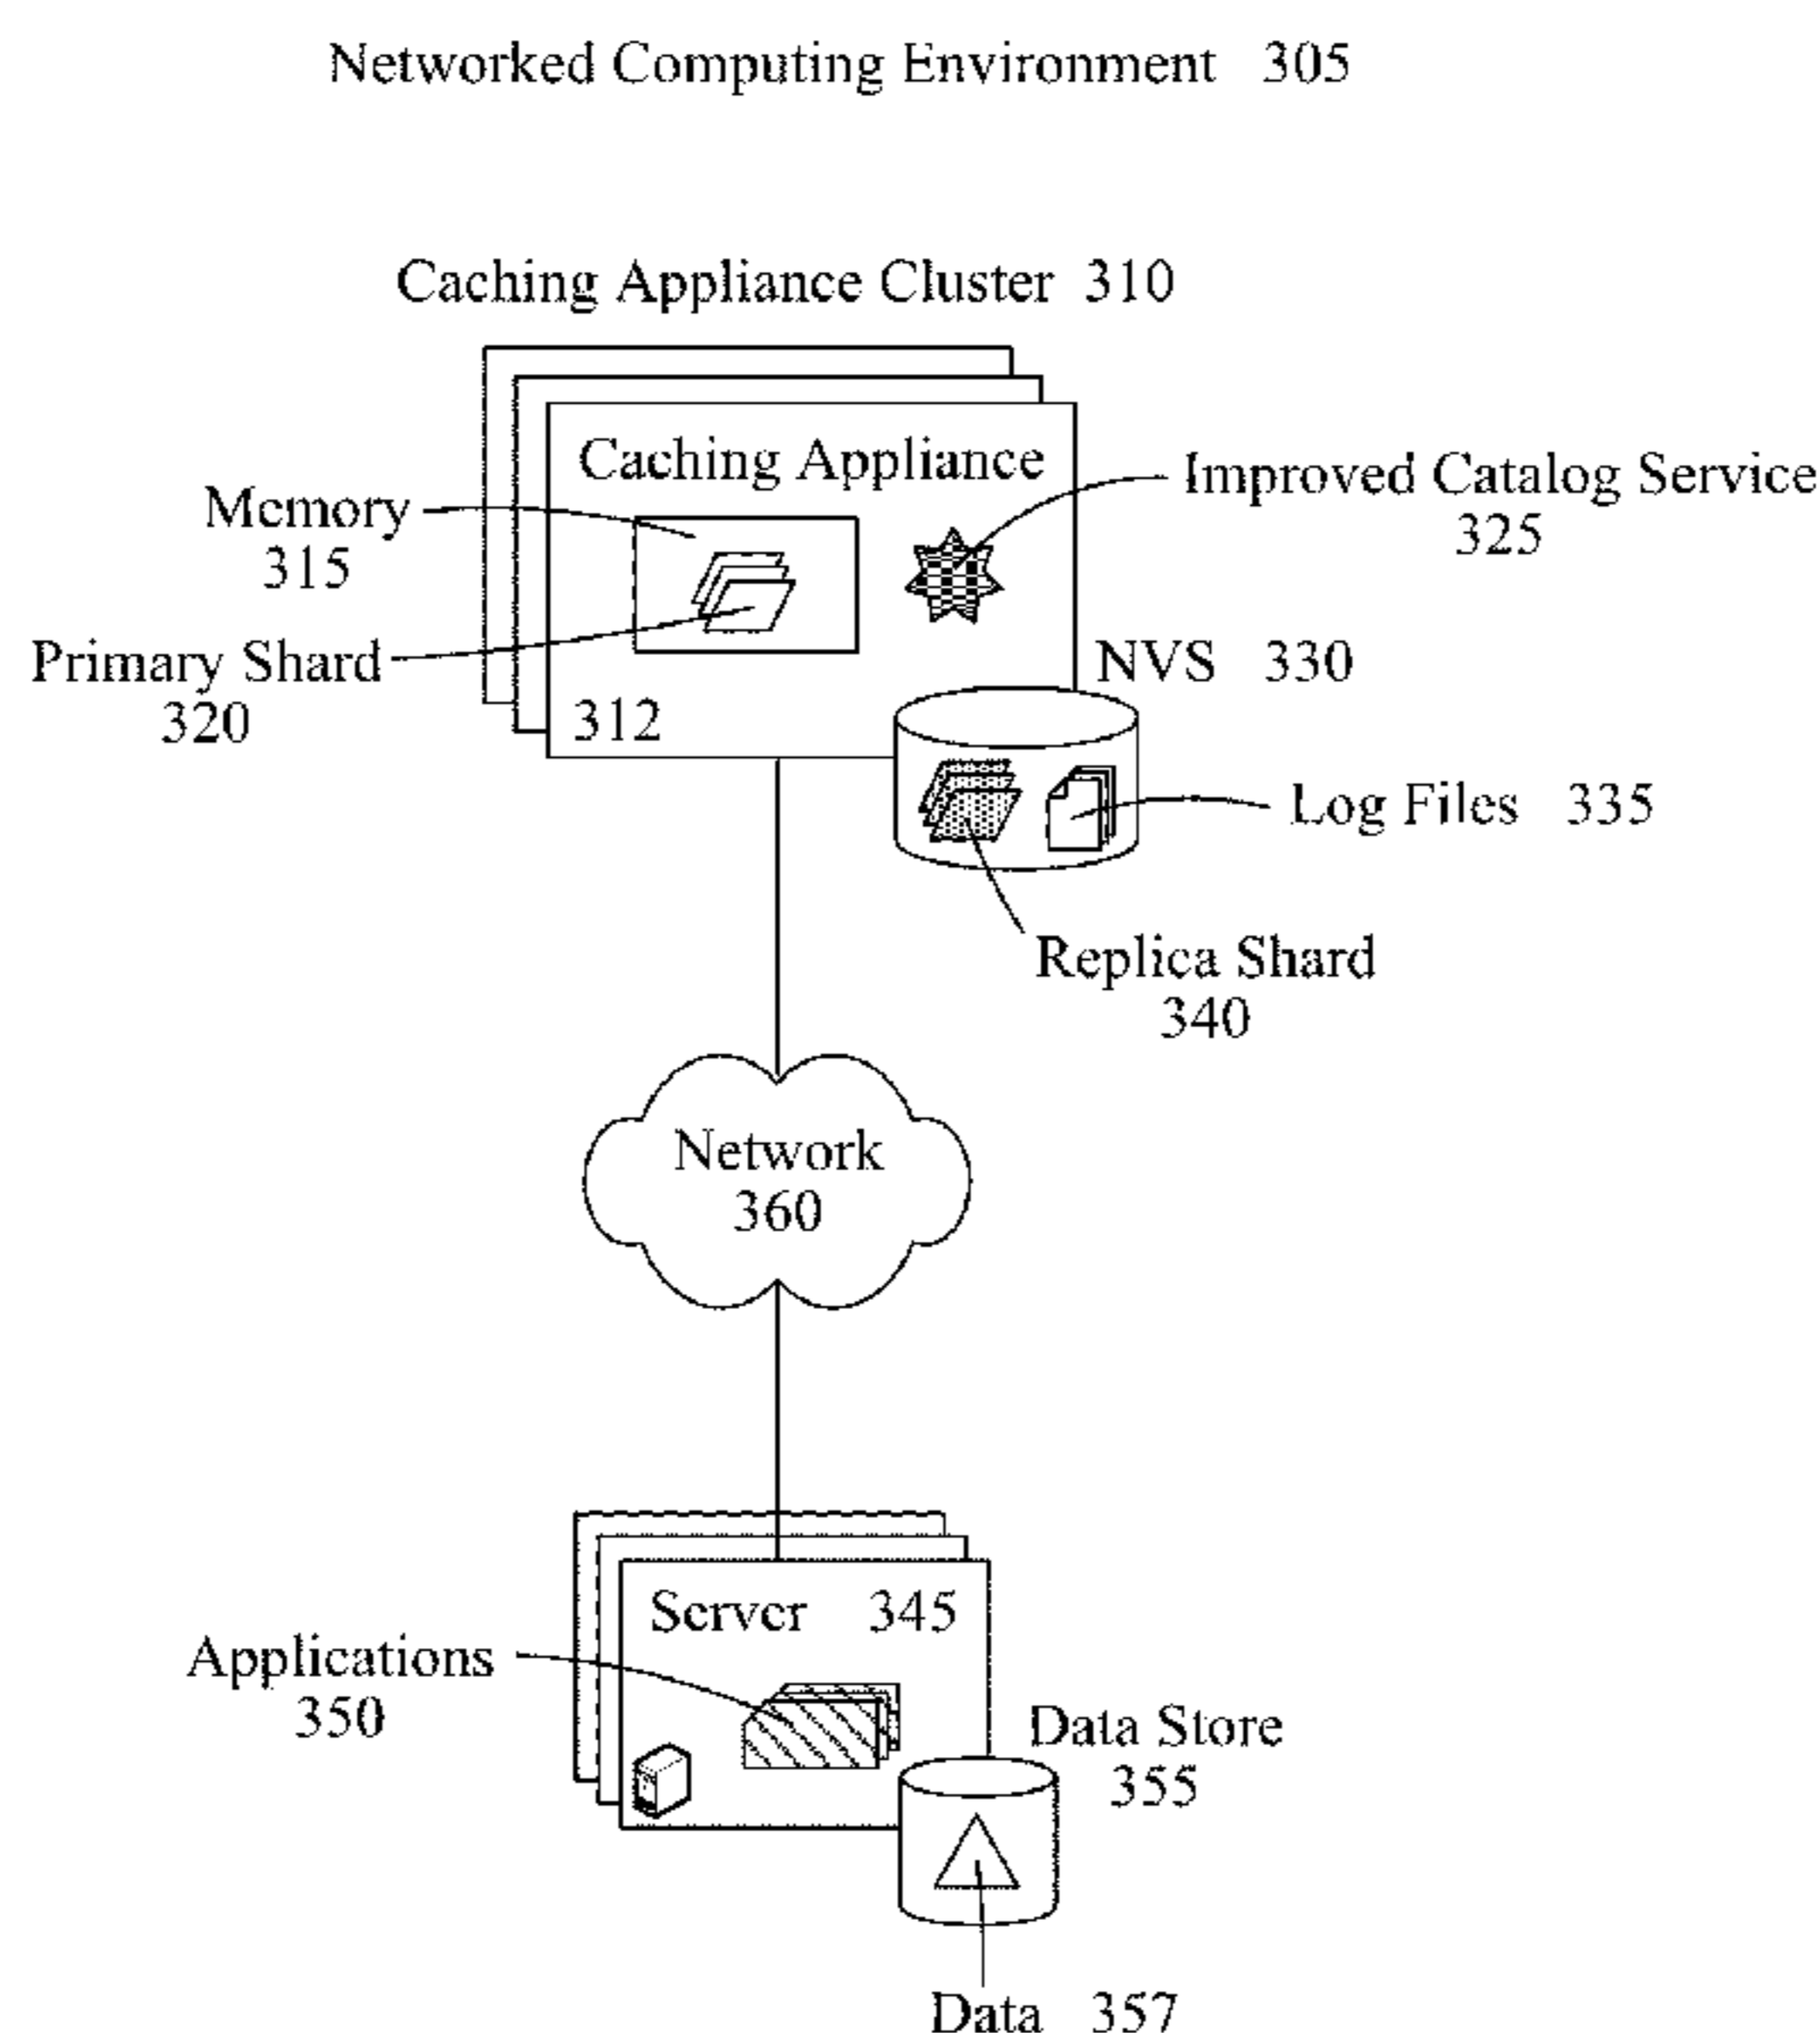 Networked Computing Environment 305
Caching Appliance Cluster 310
Caching Appliance
Memory
315
Improved Catalog Service
325
Primary Shard
320
312
NVS 330
Log Files 335
Replica Shard
340
Network
360
Server 345
Applications
350
Data Store
355
Data 357